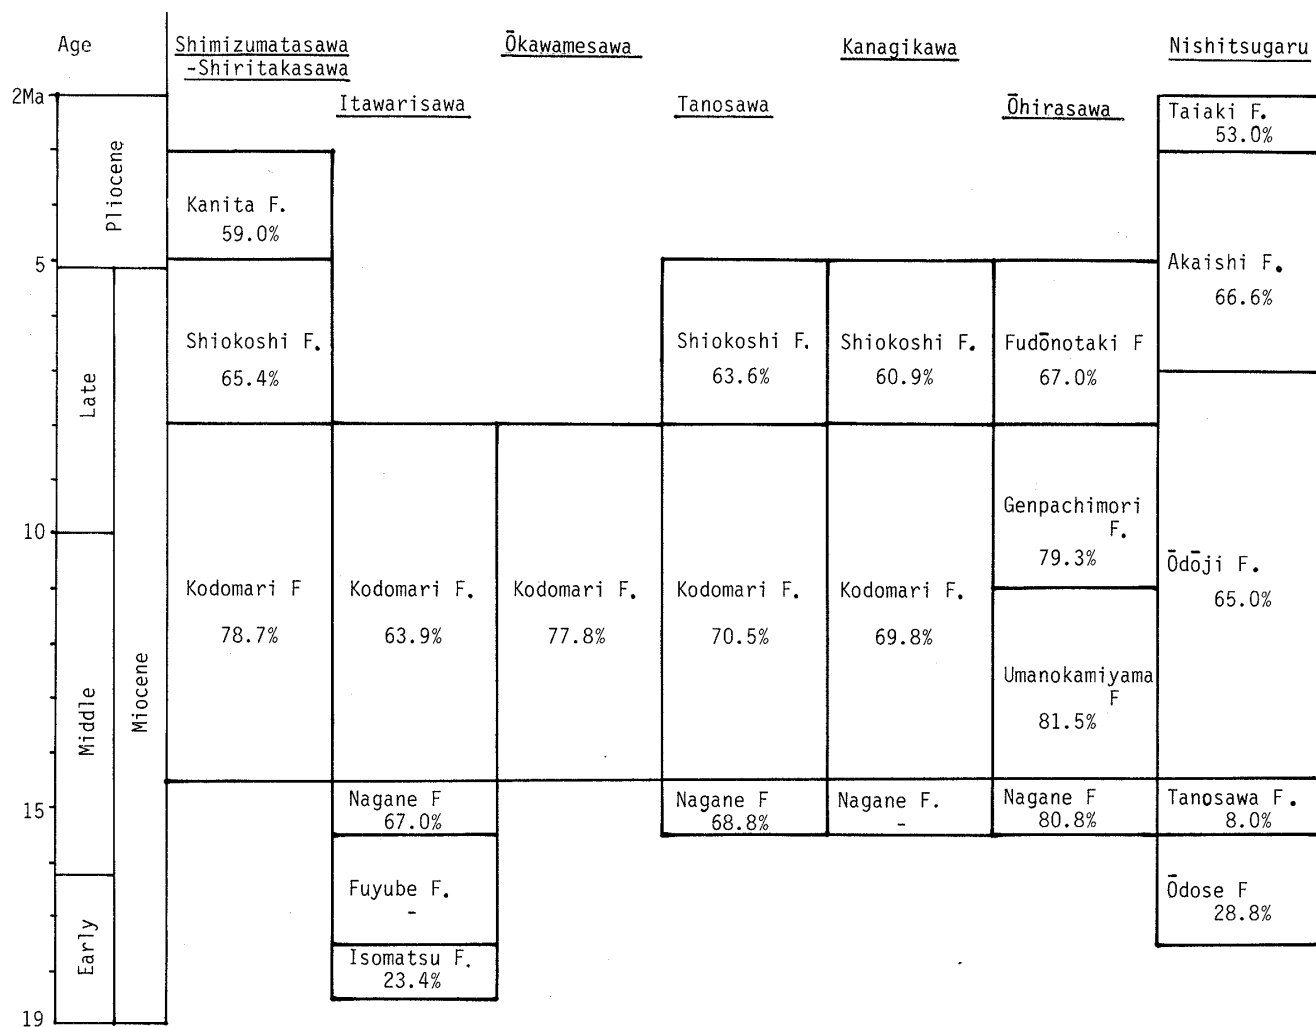 Age
Shimizumatasawa
-Shiritakasawa
Ōkawamesawa
Kanagikawa
Nishitsugaru
Itawarisawa
Tanosawa
Ōhirasawa
2Ma
5
10
15
19
Pliocene
Late
Middle
Early
Miocene
Kanita F.
59.0%
Shiokoshi F.
65.4%
Kodomari F
78.7%
Kodomari F.
63.9%
Nagane F
67.0%
Fuyube F.
-
Isomatsu F.
23.4%
Kodomari F.
77.8%
Shiokoshi F.
63.6%
Kodomari F.
70.5%
Nagane F
68.8%
Shiokoshi F.
60.9%
Kodomari F.
69.8%
Nagane F.
-
Fudōnotaki F
67.0%
Genpachimori
F.
79.3%
Umanokamiyama
F
81.5%
Nagane F
80.8%
Taiaki F.
53.0%
Akaishi F.
66.6%
Ōdōji F.
65.0%
Tanosawa F.
8.0%
Ōdose F
28.8%